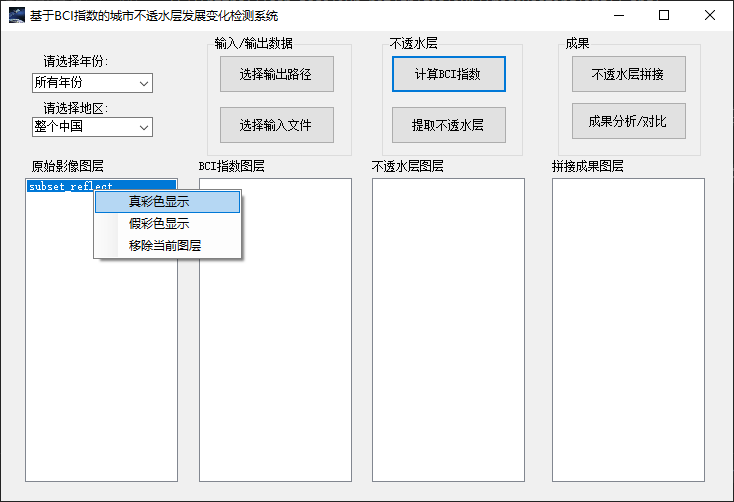 基于BCI指数的城市不透水层发展变化检测系统
请选择年份:
所有年份
请选择地区:
整个中国
输入/输出数据
选择输出路径
选择输入文件
不透水层
计算BCI指数
提取不透水层
成果
不透水层拼接
成果分析/对比
原始影像图层
BCI指数图层
不透水层图层
拼接成果图层
subset_reflect
真彩色显示
假彩色显示
移除当前图层